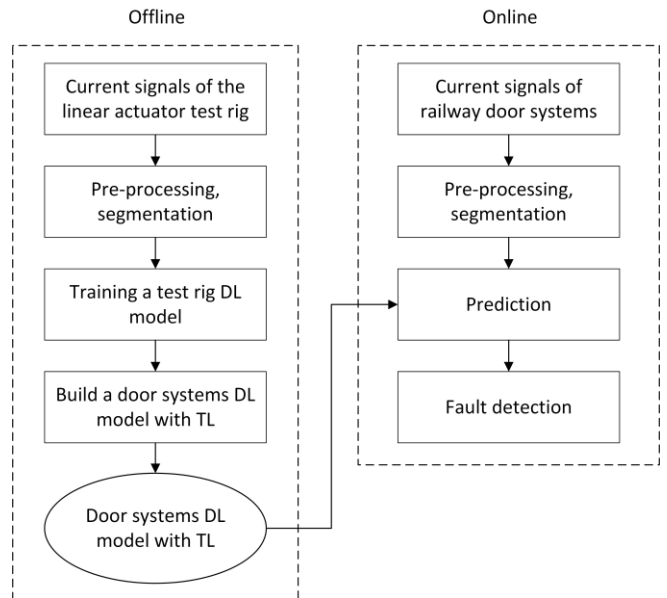 Offline
Current signals of the
linear actuator test rig
Pre-processing,
segmentation
Training a test rig DL
model
Build a door systems DL
model with TL
Door systems DL
model with TL
Online
Current signals of
railway door systems
Pre-processing,
segmentation
Prediction
Fault detection